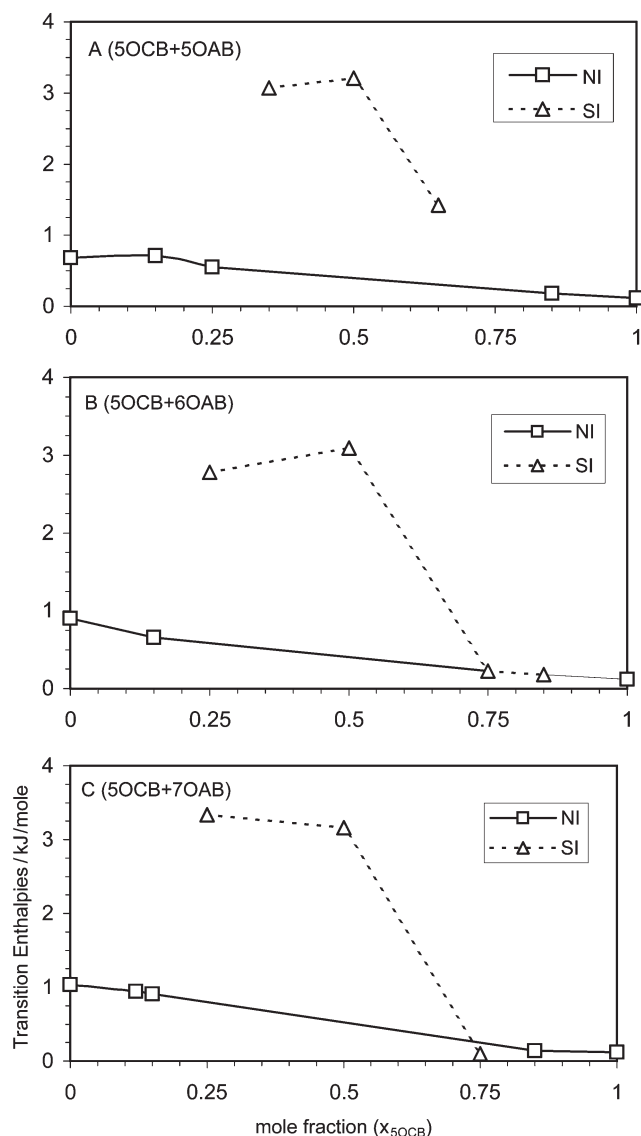 4
A (5OCB+5OAB)
NI
SI
3
2
1
0
0 0.25 0.5 0.75 1
4
B (5OCB+6OAB)
NI
SI
3
2
1
0
0 0.25 0.5 0.75 1
4
C (5OCB+7OAB)
NI
SI
3
2
1
0
Transition Enthalpies / kJ/mole
0 0.25 0.5 0.75 1
mole fraction (x5OCB)